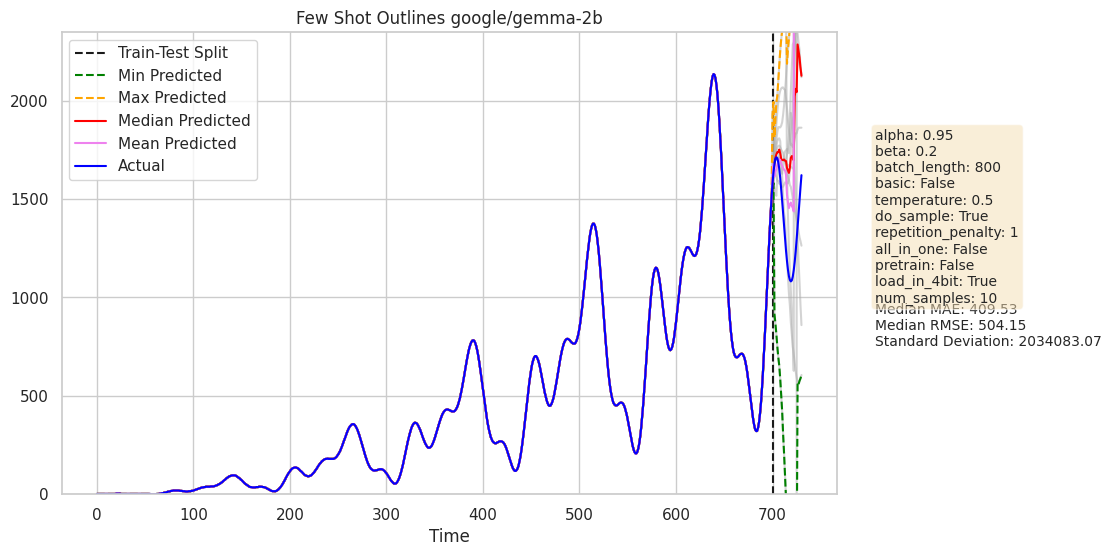 Few Shot Outlines google/gemma-2b
Train-Test Split
Min Predicted
Max Predicted
Median Predicted
Mean Predicted
Actual
2000
1500
1000
500
0
0 100 200 300 400 500 600 700
Time
alpha: 0.95
beta: 0.2
batch_length: 800
basic: False
temperature: 0.5
do_sample: True
repetition_penalty: 1
all_in_one: False
pretrain: False
load_in_4bit: True
num_samples: 10
Median MAE: 409.53
Median RMSE: 504.15
Standard Deviation: 2034083.07